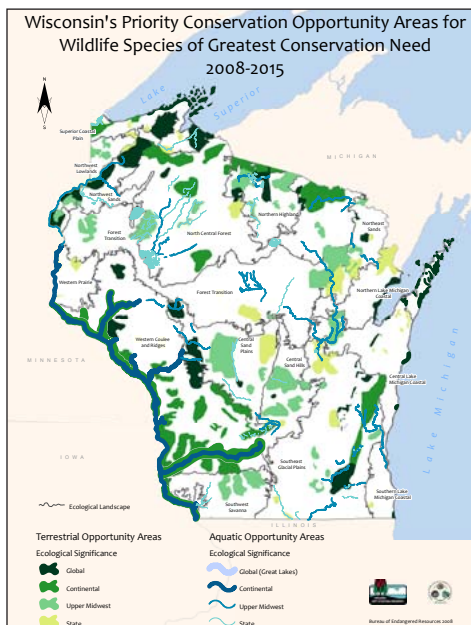 Wisconsin's Priority Conservation Opportunity Areas for
Wildlife Species of Greatest Conservation Need
2008-2015
N
S
Lake Superior
MICHIGAN
Superior Coastal
Plain
Northwest
Lowlands
Northwest
Sands
Forest
Transition
North Central Forest
Northern Highland
Northeast
Sands
Forest Transition
Western Prairie
Northern Lake Michigan
Coastal
Western Coulee
and Ridges
Central
Sand
Plains
Central
Sand Hills
Central Lake
Michigan Coastal
MINNESOTA
Lake Michigan
IOWA
Southeast
Glacial Plains
Southwest
Savanna
Southern Lake
Michigan Coastal
ILLINOIS
Ecological Landscape
Terrestrial Opportunity Areas
Ecological Significance
Global
Continental
Upper Midwest
State
Aquatic Opportunity Areas
Ecological Significance
Global (Great Lakes)
Continental
Upper Midwest
State
Bureau of Endangered Resources 2008